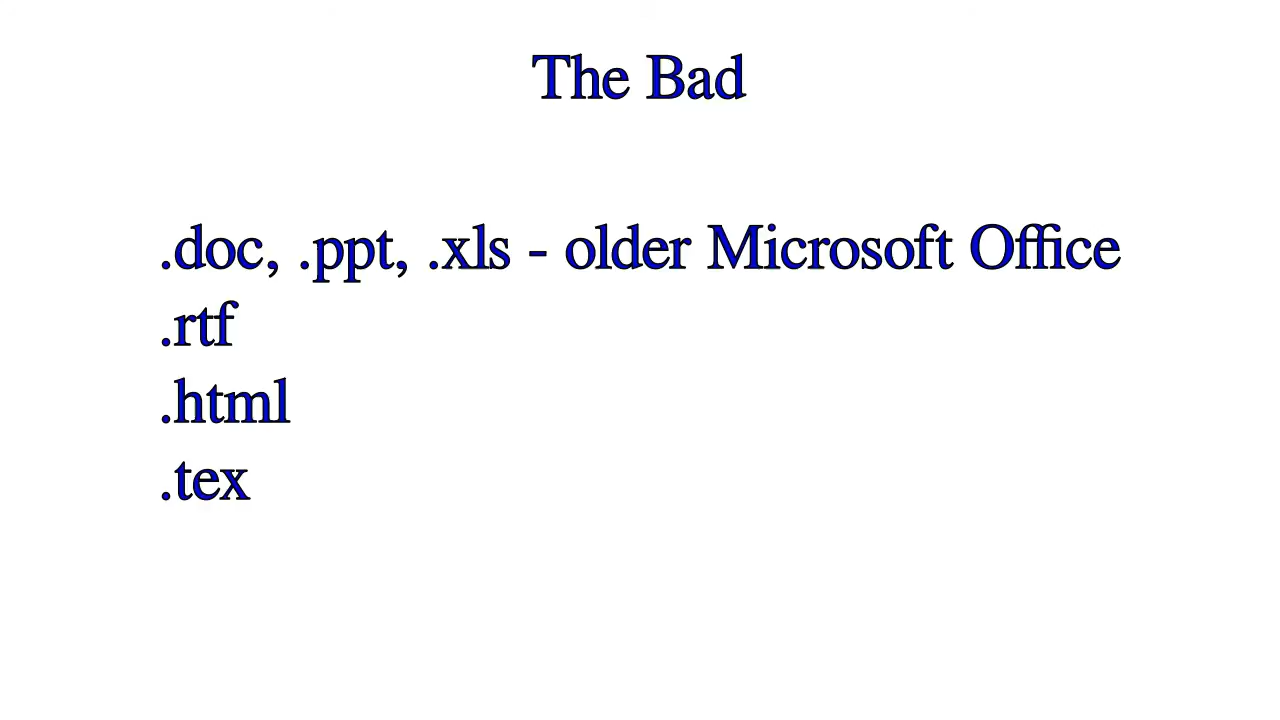 The Bad
.doc, .ppt, .xls - older Microsoft Office
.rtf
.html
.tex